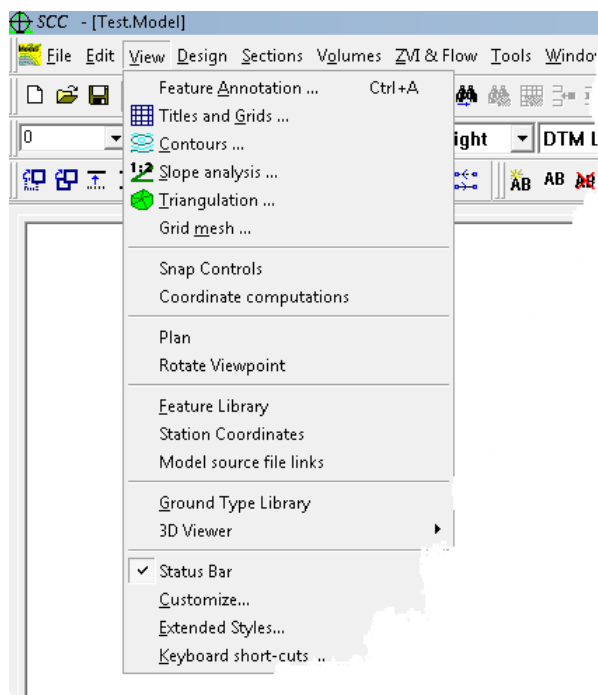 SCC - [Test.Model]
File Edit View Design Sections Volumes ZVI & Flow Tools
Feature Annotation ... Ctrl+A
Titles and Grids ...
0
Contours ...
DTM
1:2 Slope analysis ...
AB AB AB
Triangulation ...
Grid mesh ...
Snap Controls
Coordinate computations
Plan
Rotate Viewpoint
Feature Library
Station Coordinates
Model source file links
Ground Type Library
3D Viewer
Status Bar
Customize...
Extended Styles...
Keyboard short-cuts ..